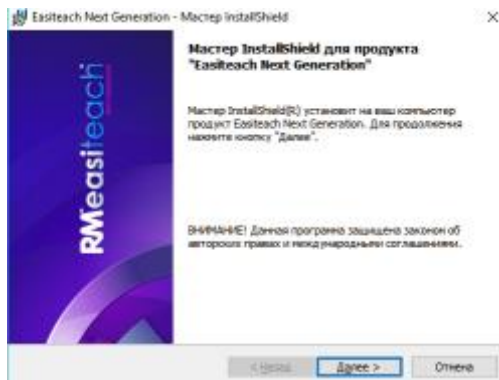 Easiteach Next Generation - Мастер InstallShield
Мастер InstallShield для продукта
"Easiteach Next Generation"
Мастер InstallShield(R) установит на ваш компьютер
продукт Easiteach Next Generation. Для продолжения
нажмите кнопку "Далее".
ВНИМАНИЕ! Данная программа защищена законом об
авторских правах и международными соглашениями.
RMeasiteach
< Назад
Далее >
Отмена